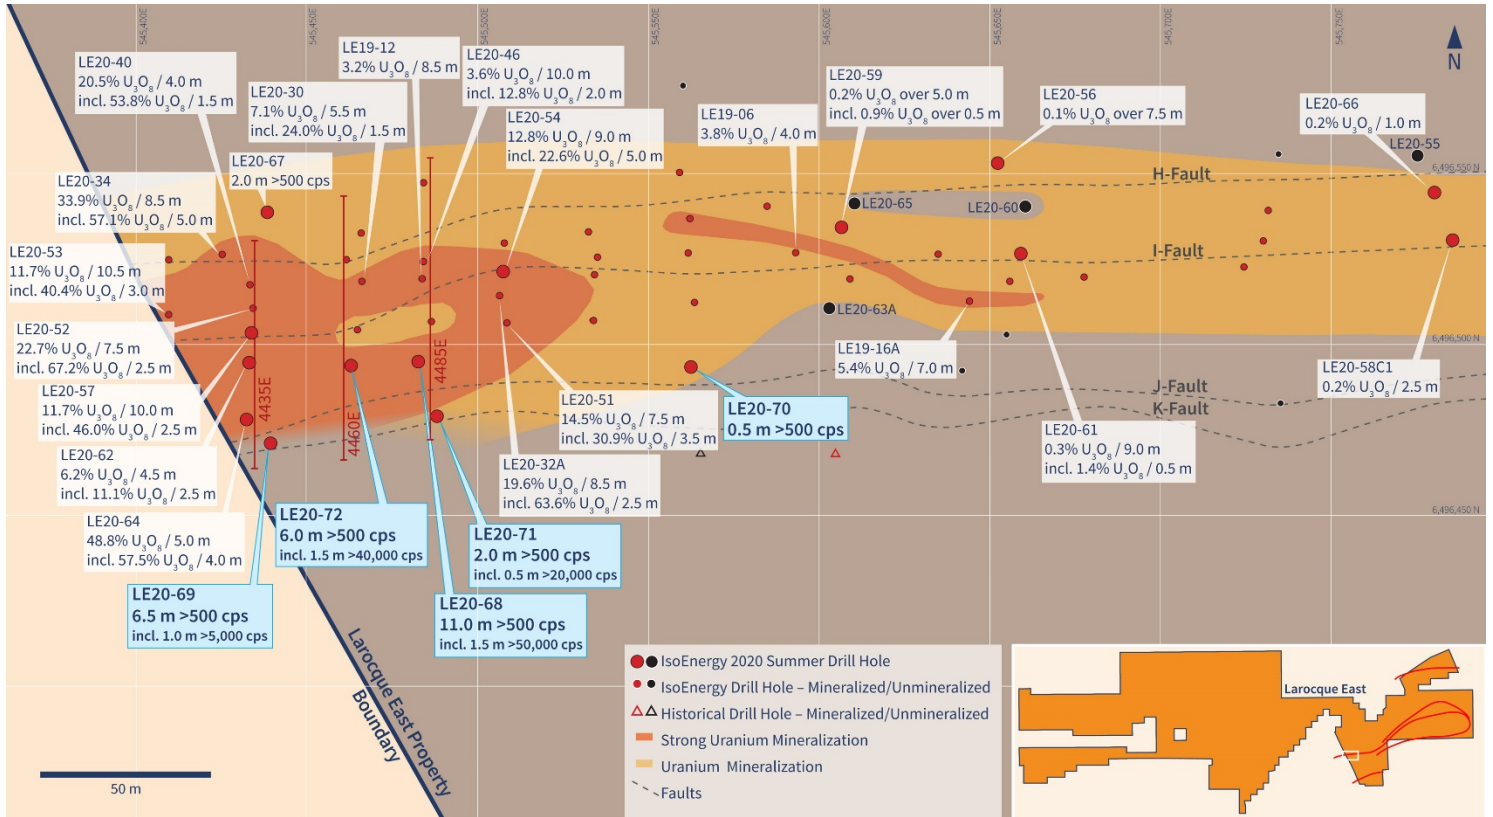 545,400E
545,450E
545,500E
545,550E
545,600E
545,650E
545,700E
545,750E
N
LE20-40
20.5% U₃O₈ / 4.0 m
incl. 53.8% U₃O₈ / 1.5 m
LE19-12
3.2% U₃O₈ / 8.5 m
LE20-46
3.6% U₃O₈ / 10.0 m
incl. 12.8% U₃O₈ / 2.0 m
LE20-30
7.1% U₃O₈ / 5.5 m
incl. 24.0% U₃O₈ / 1.5 m
LE20-54
12.8% U₃O₈ / 9.0 m
incl. 22.6% U₃O₈ / 5.0 m
LE19-06
3.8% U₃O₈ / 4.0 m
LE20-59
0.2% U₃O₈ over 5.0 m
incl. 0.9% U₃O₈ over 0.5 m
LE20-56
0.1% U₃O₈ over 7.5 m
LE20-66
0.2% U₃O₈ / 1.0 m
LE20-55
LE20-67
2.0 m >500 cps
LE20-34
33.9% U₃O₈ / 8.5 m
incl. 57.1% U₃O₈ / 5.0 m
6,496,550 N
H-Fault
LE20-65
LE20-60
LE20-53
11.7% U₃O₈ / 10.5 m
incl. 40.4% U₃O₈ / 3.0 m
I-Fault
LE20-63A
LE20-52
22.7% U₃O₈ / 7.5 m
incl. 67.2% U₃O₈ / 2.5 m
4435E
4460E
4485E
LE19-16A
5.4% U₃O₈ / 7.0 m
6,496,500 N
LE20-58C1
0.2% U₃O₈ / 2.5 m
J-Fault
K-Fault
LE20-57
11.7% U₃O₈ / 10.0 m
incl. 46.0% U₃O₈ / 2.5 m
LE20-51
14.5% U₃O₈ / 7.5 m
incl. 30.9% U₃O₈ / 3.5 m
LE20-70
0.5 m >500 cps
LE20-61
0.3% U₃O₈ / 9.0 m
incl. 1.4% U₃O₈ / 0.5 m
LE20-62
6.2% U₃O₈ / 4.5 m
incl. 11.1% U₃O₈ / 2.5 m
LE20-32A
19.6% U₃O₈ / 8.5 m
incl. 63.6% U₃O₈ / 2.5 m
LE20-64
48.8% U₃O₈ / 5.0 m
incl. 57.5% U₃O₈ / 4.0 m
LE20-72
6.0 m >500 cps
incl. 1.5 m >40,000 cps
LE20-71
2.0 m >500 cps
incl. 0.5 m >20,000 cps
6,496,450 N
LE20-69
6.5 m >500 cps
incl. 1.0 m >5,000 cps
LE20-68
11.0 m >500 cps
incl. 1.5 m >50,000 cps
Larocque East Property
Boundary
50 m
IsoEnergy 2020 Summer Drill Hole
IsoEnergy Drill Hole – Mineralized/Unmineralized
Historical Drill Hole – Mineralized/Unmineralized
Strong Uranium Mineralization
Uranium Mineralization
Faults
Larocque East